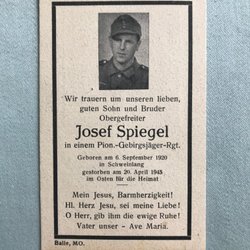 Wir trauern um unseren lieben,
guten Sohn und Bruder
Obergefreiter
Josef Spiegel
in einem Pion.-Gebirgsjäger-Rgt.
Geboren am 6. September 1920
in Schweinlang
gestorben am 20. April 1945
im Osten für die Heimat
Mein Jesus, Barmherzigkeit!
Hl. Herz Jesu, sei meine Liebe!
O Herr, gib ihm die ewige Ruhe!
Vater unser - Ave Maria.
Balle, MO.